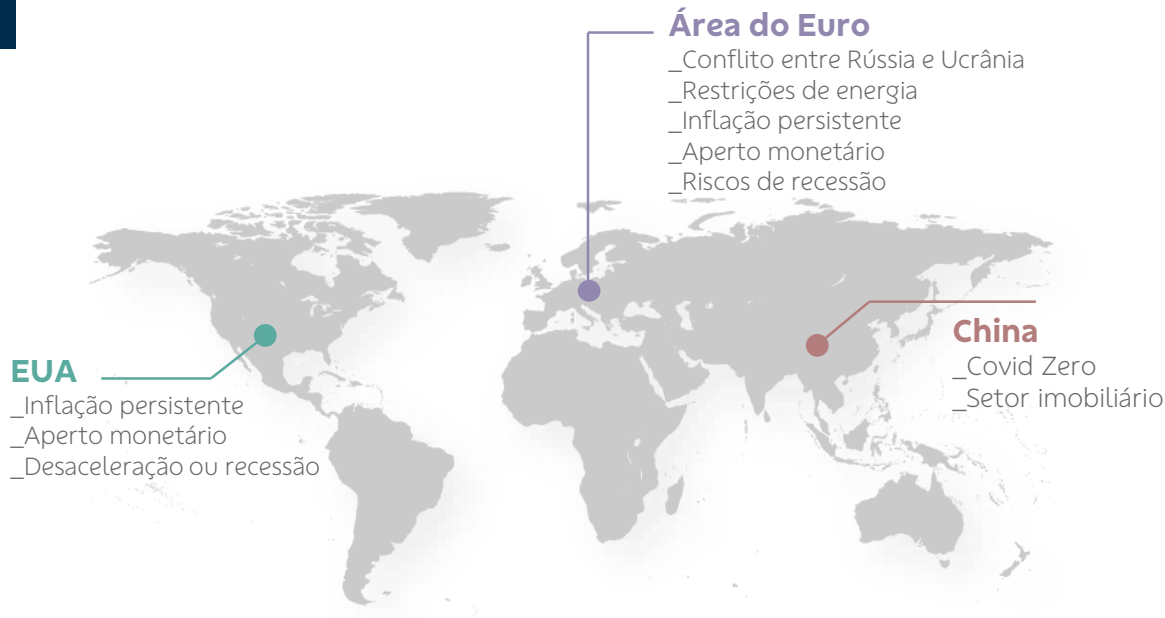 Área do Euro
_Conflito entre Rússia e Ucrânia
_Restrições de energia
_Inflação persistente
_Aperto monetário
_Riscos de recessão
China
_Covid Zero
_Setor imobiliário
EUA
_Inflação persistente
_Aperto monetário
_Desaceleração ou recessão